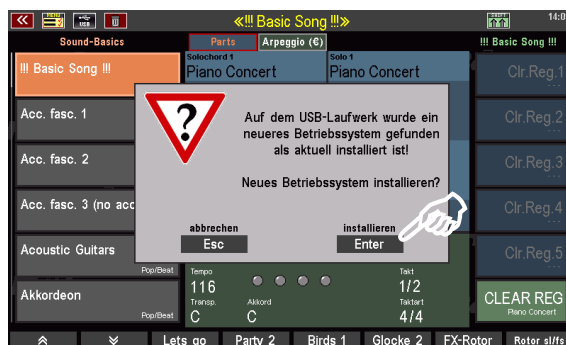 «!!! Basic Song !!!»
14:0
Sound-Basics
Parts
Arpeggio (€)
!!! Basic Song !!!
!!! Basic Song !!!
Solochord 1
Piano Concert
Solo 1
Piano Concert
Clr.Reg.1
Acc. fasc. 1
Clr.Reg.2
Acc. fasc. 2
Clr.Reg.3
Acc. fasc. 3 (no acc
Clr.Reg.4
Acoustic Guitars
Pop/Beat
Clr.Reg.5
Akkordeon
Pop/Beat
Auf dem USB-Laufwerk wurde ein
neueres Betriebssystem gefunden
als aktuell installiert ist!
Neues Betriebssystem installieren?
abbrechen
Esc
installieren
Enter
Tempo
116
Takt
1/2
Transp.
C
Akkord
C
Taktart
4/4
CLEAR REG
Piano Concert
Lets go
Party 2
Birds 1
Glocke 2
FX-Rotor
Rotor sl/fs